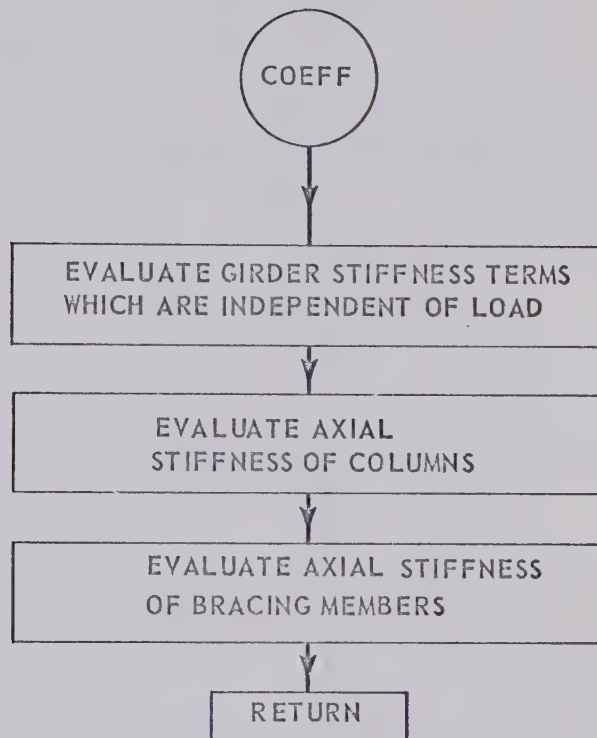 COEFF
EVALUATE GIRDER STIFFNESS TERMS
WHICH ARE INDEPENDENT OF LOAD
EVALUATE AXIAL
STIFFNESS OF COLUMNS
EVALUATE AXIAL STIFFNESS
OF BRACING MEMBERS
RETURN